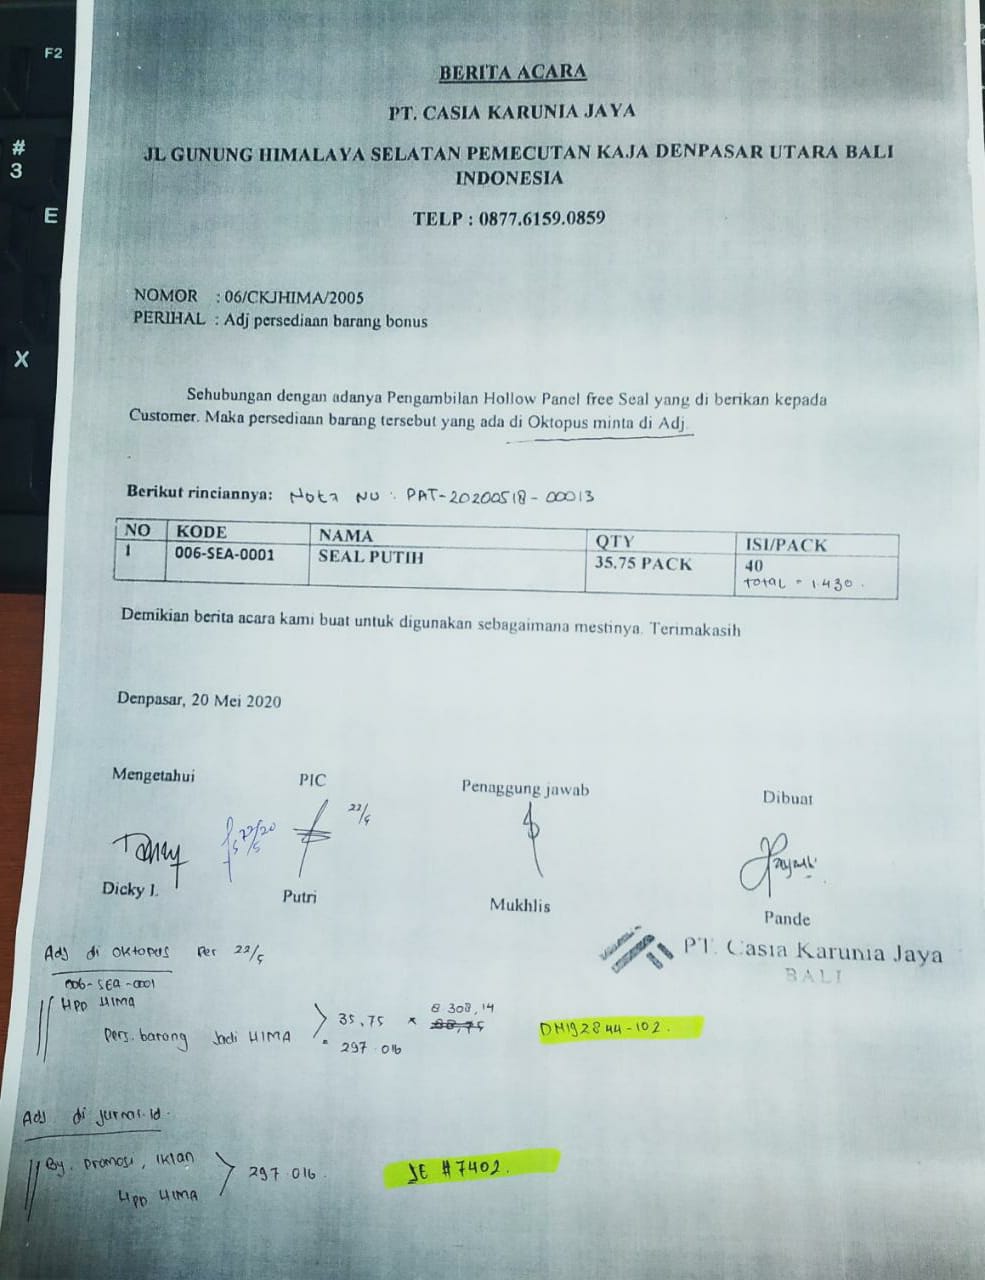 F2
#
3
E
X
BERITA ACARA
PT. CASIA KARUNIA JAYA
JL GUNUNG HIMALAYA SELATAN PEMECUTAN KAJA DENPASAR UTARA BALI
INDONESIA
TELP : 0877.6159.0859
NOMOR : 06/CKJHIMA/2005
PERIHAL : Adj persediaan barang bonus
Sehubungan dengan adanya Pengambilan Hollow Panel free Seal yang di berikan kepada
Customer. Maka persediaan barang tersebut yang ada di Oktopus minta di Adj.
Berikut rinciannya: Nota No : PAT-20200518-00013
NO KODE NAMA QTY ISI/PACK
1 006-SEA-0001 SEAL PUTIH 35.75 PACK 40
TOTAL = 1.430.
Demikian berita acara kami buat untuk digunakan sebagaimana mestinya. Terimakasih
Denpasar, 20 Mei 2020
Mengetahui PIC Penaggung jawab Dibuat
22/5
Dicky J. Putri Mukhlis Pande
PT. Casia Karunia Jaya
BALI
Adj di Oktopus Per 22/5
006-SEA-0001
HPP HIMA
Pers. barang Jadi HIMA
35,75 x 8.308,14
= 297.016
DM192844-102.
Adj di jurnal.id.
By. Promosi, Iklan
HPP HIMA
297.016.
JE #7402.